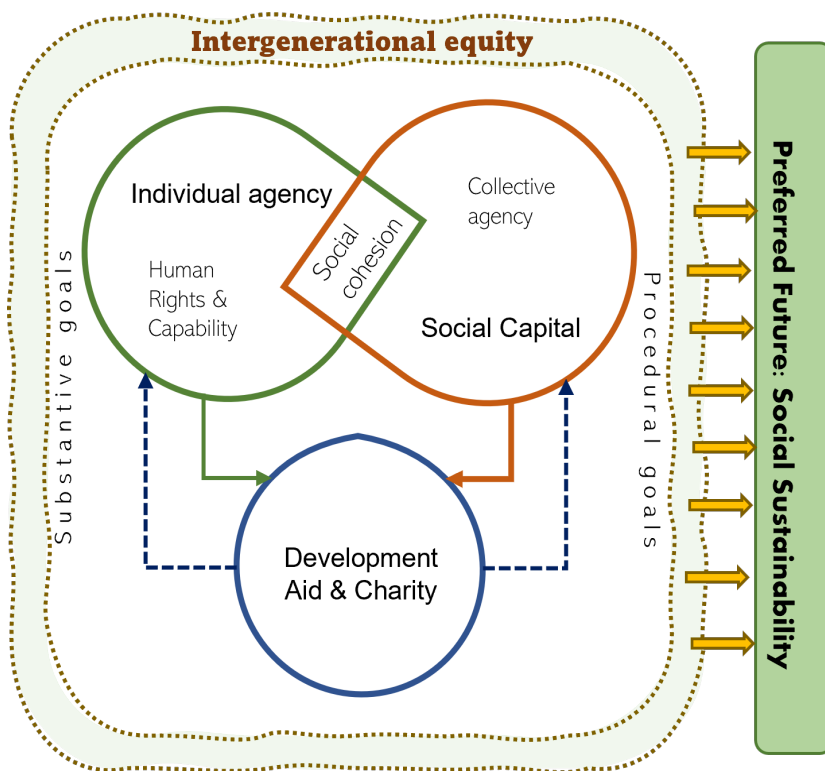 Intergenerational equity
Individual agency
Human
Rights &
Capability
Social
cohesion
Collective
agency
Social Capital
Substantive goals
Procedural goals
Development
Aid & Charity
Preferred Future: Social Sustainability